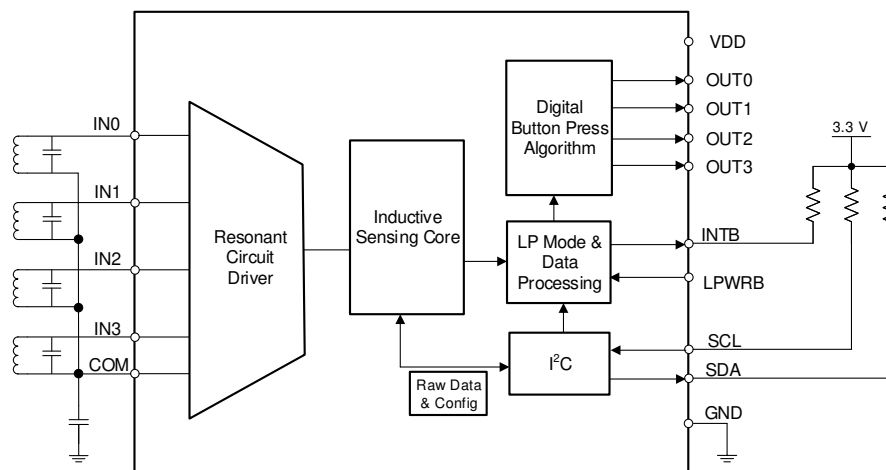 VDD
OUT0
OUT1
OUT2
OUT3
Digital
Button Press
Algorithm
3.3 V
IN0
IN1
IN2
IN3
COM
Resonant
Circuit
Driver
Inductive
Sensing Core
LP Mode &
Data
Processing
INTB
LPWRB
I²C
SCL
SDA
Raw Data
& Config
GND